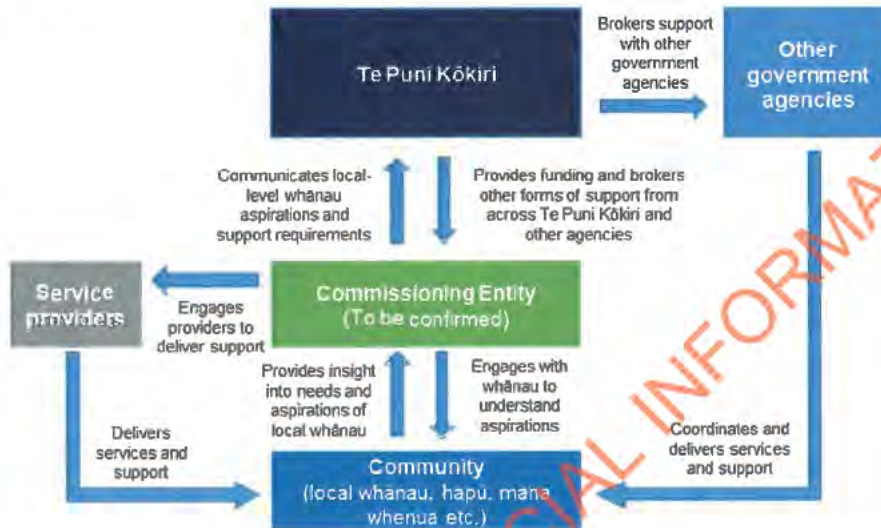 Te Puni Kōkiri
Brokers support
with other
government
agencies
Other
government
agencies
Communicates local-
level whānau
aspirations and
support requirements
Provides funding and brokers
other forms of support from
across Te Puni Kōkiri and
other agencies
Service
providers
Engages
providers to
deliver support
Commissioning Entity
(To be confirmed)
Provides insight
into needs and
aspirations of
local whānau
Engages with
whānau to
understand
aspirations
Delivers
services and
support
Community
(local whānau, hapū, mana
whenua etc.)
Coordinates and
delivers services
and support
CIAL INFORMAT